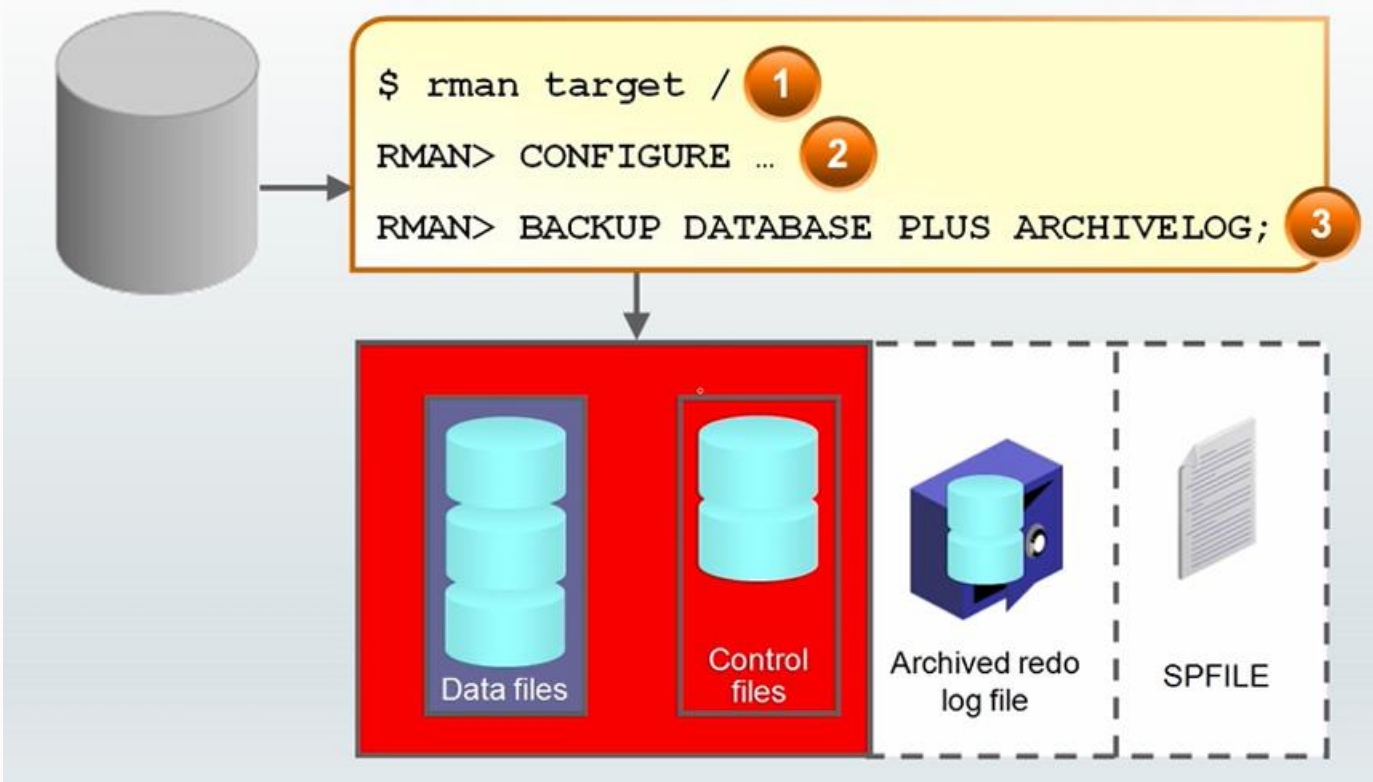 $ rman target / 1
RMAN> CONFIGURE … 2
RMAN> BACKUP DATABASE PLUS ARCHIVELOG; 3
Data files
Control
files
Archived redo
log file
SPFILE